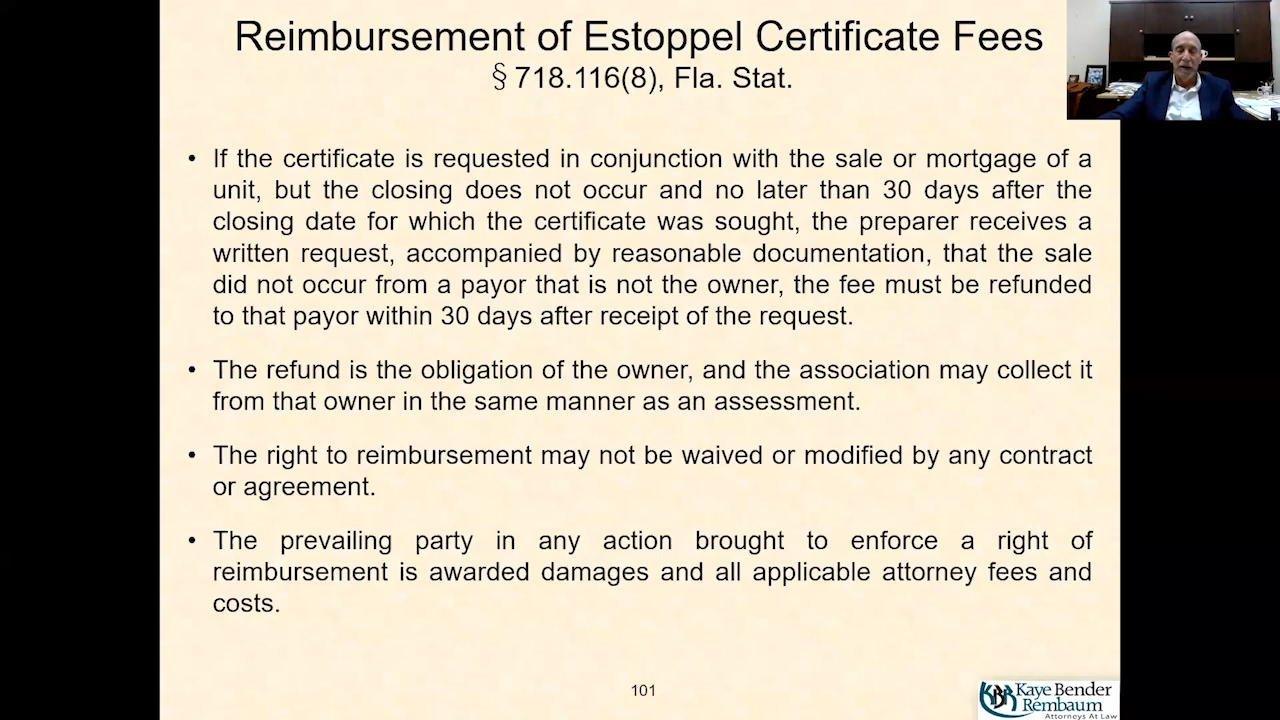 Reimbursement of Estoppel Certificate Fees
§ 718.116(8), Fla. Stat.
• If the certificate is requested in conjunction with the sale or mortgage of a
unit, but the closing does not occur and no later than 30 days after the
closing date for which the certificate was sought, the preparer receives a
written request, accompanied by reasonable documentation, that the sale
did not occur from a payor that is not the owner, the fee must be refunded
to that payor within 30 days after receipt of the request.
• The refund is the obligation of the owner, and the association may collect it
from that owner in the same manner as an assessment.
• The right to reimbursement may not be waived or modified by any contract
or agreement.
• The prevailing party in any action brought to enforce a right of
reimbursement is awarded damages and all applicable attorney fees and
costs.
101
KBR Kaye Bender
Rembaum
Attorneys At Law